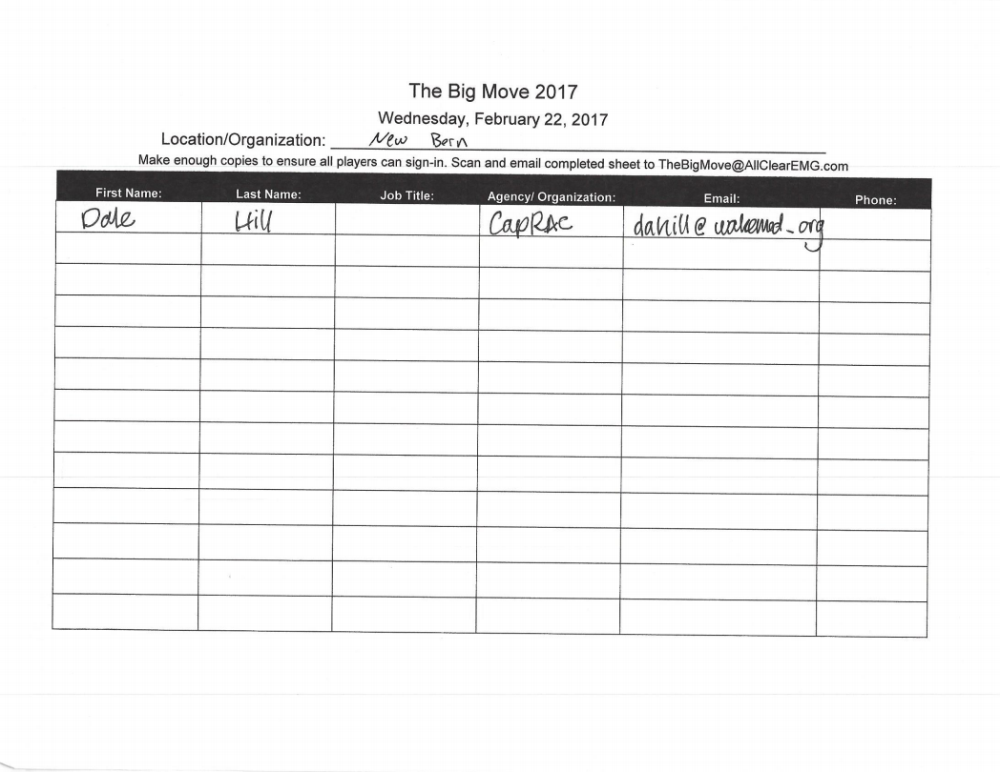 The Big Move 2017
Wednesday, February 22, 2017
Location/Organization: New Bern
Make enough copies to ensure all players can sign-in. Scan and email completed sheet to TheBigMove@AllClearEMG.com
First Name: Last Name: Job Title: Agency/ Organization: Email: Phone:
Dale Hill CapRAC dahill@wakemed.org